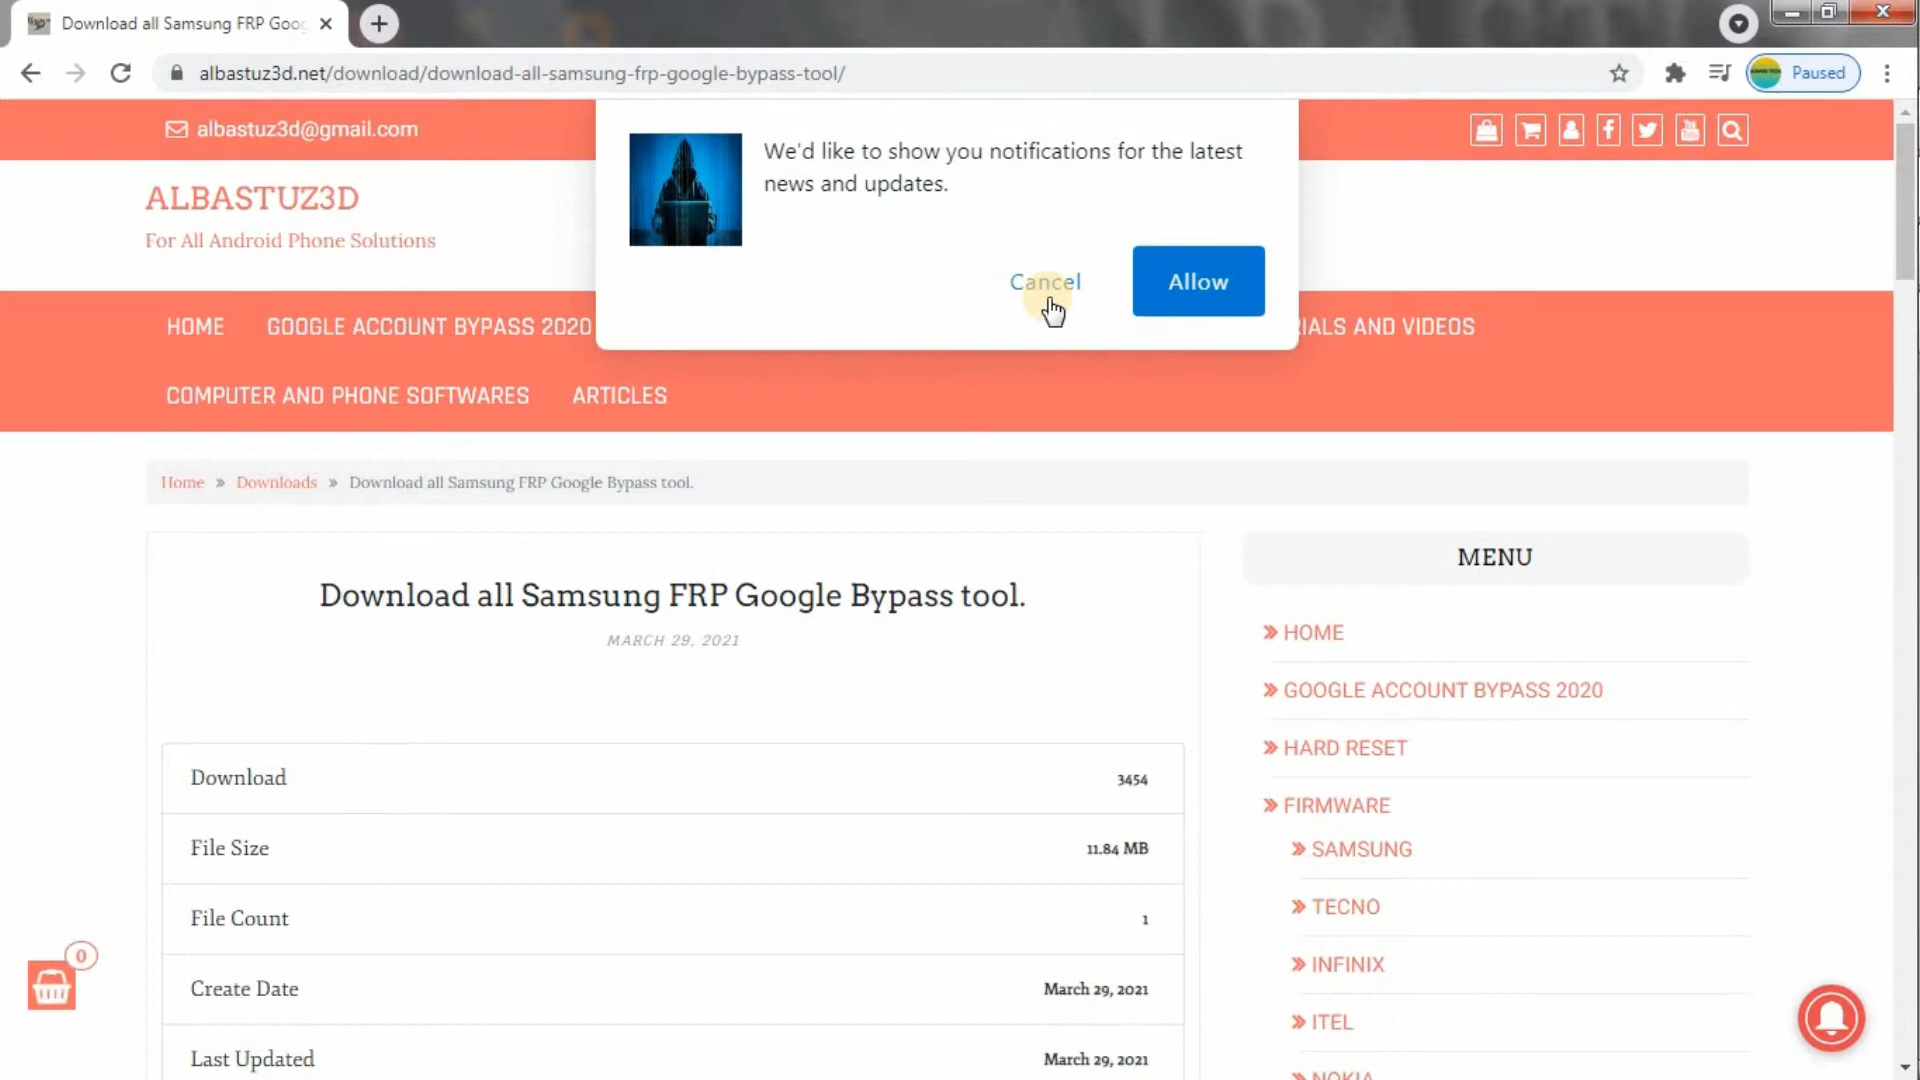 Download all Samsung FRP Goog
Paused
albastuz3d.net/download/download-all-samsung-frp-google-bypass-tool/
albastuz3d@gmail.com
We'd like to show you notifications for the latest
news and updates.
Cancel
Allow
ALBASTUZ3D
For All Android Phone Solutions
HOME
GOOGLE ACCOUNT BYPASS 2020
RIALS AND VIDEOS
COMPUTER AND PHONE SOFTWARES
ARTICLES
Home » Downloads » Download all Samsung FRP Google Bypass tool.
Download all Samsung FRP Google Bypass tool.
MARCH 29, 2021
Download 3454
File Size 11.84 MB
File Count 1
Create Date March 29, 2021
Last Updated March 29, 2021
0
MENU
» HOME
» GOOGLE ACCOUNT BYPASS 2020
» HARD RESET
» FIRMWARE
» SAMSUNG
» TECNO
» INFINIX
» ITEL
» NOKIA